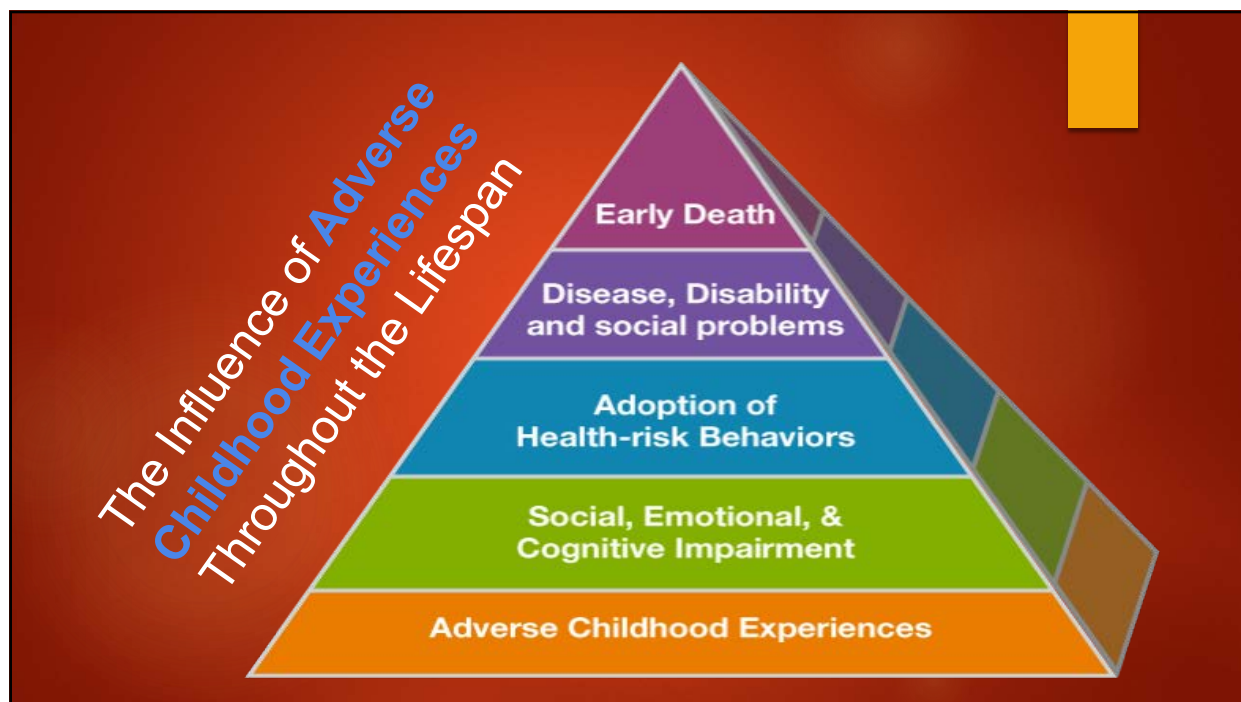 The Influence of Adverse
Childhood Experiences
Throughout the Lifespan
Early Death
Disease, Disability
and social problems
Adoption of
Health-risk Behaviors
Social, Emotional, &
Cognitive Impairment
Adverse Childhood Experiences